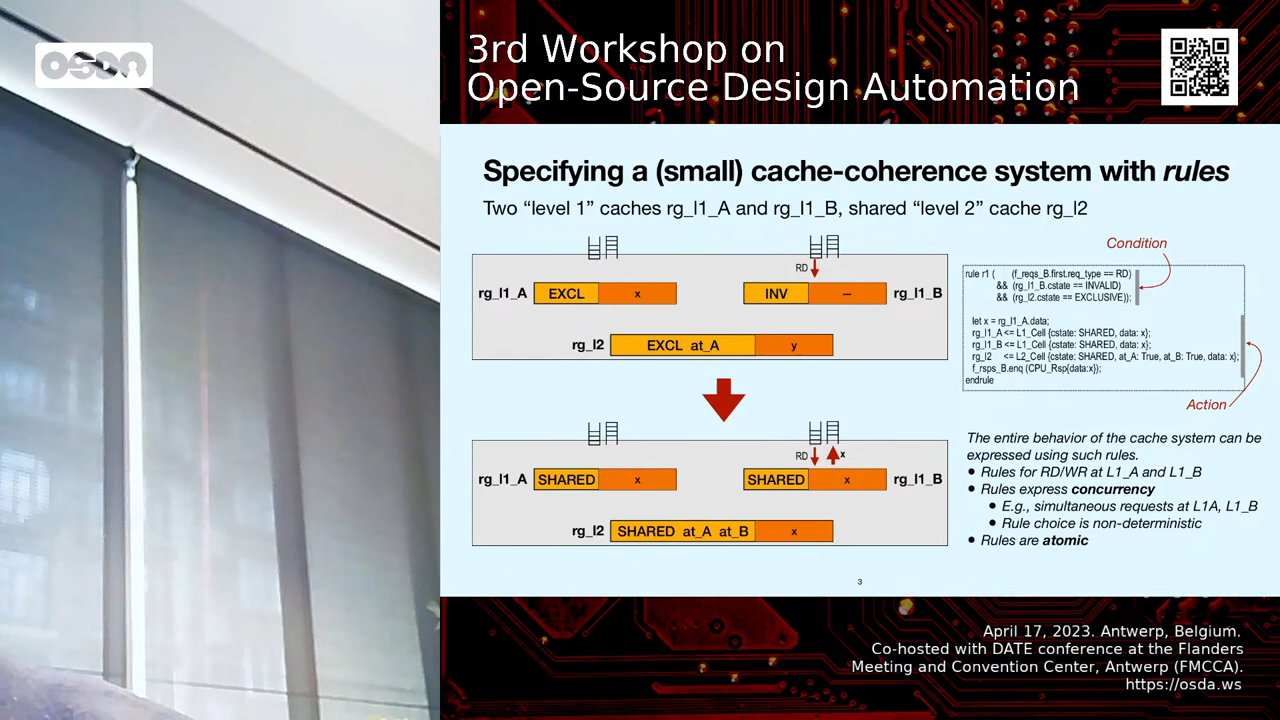 OSDA
3rd Workshop on
Open-Source Design Automation
Specifying a (small) cache-coherence system with rules
Two “level 1” caches rg_l1_A and rg_l1_B, shared “level 2” cache rg_l2
RD
rg_l1_A EXCL x INV – rg_l1_B
rg_l2 EXCL at_A y
RD x
rg_l1_A SHARED x SHARED x rg_l1_B
rg_l2 SHARED at_A at_B x
Condition
rule r1 ( (f_reqs_B.first.req_type == RD)
&& (rg_l1_B.cstate == INVALID)
&& (rg_l2.cstate == EXCLUSIVE));
let x = rg_l1_A.data;
rg_l1_A <= L1_Cell {cstate: SHARED, data: x};
rg_l1_B <= L1_Cell {cstate: SHARED, data: x};
rg_l2 <= L2_Cell {cstate: SHARED, at_A: True, at_B: True, data: x};
f_rsps_B.enq (CPU_Rsp{data:x});
endrule
Action
The entire behavior of the cache system can be
expressed using such rules.
● Rules for RD/WR at L1_A and L1_B
● Rules express concurrency
● E.g., simultaneous requests at L1A, L1_B
● Rule choice is non-deterministic
● Rules are atomic
3
April 17, 2023. Antwerp, Belgium.
Co-hosted with DATE conference at the Flanders
Meeting and Convention Center, Antwerp (FMCCA).
https://osda.ws